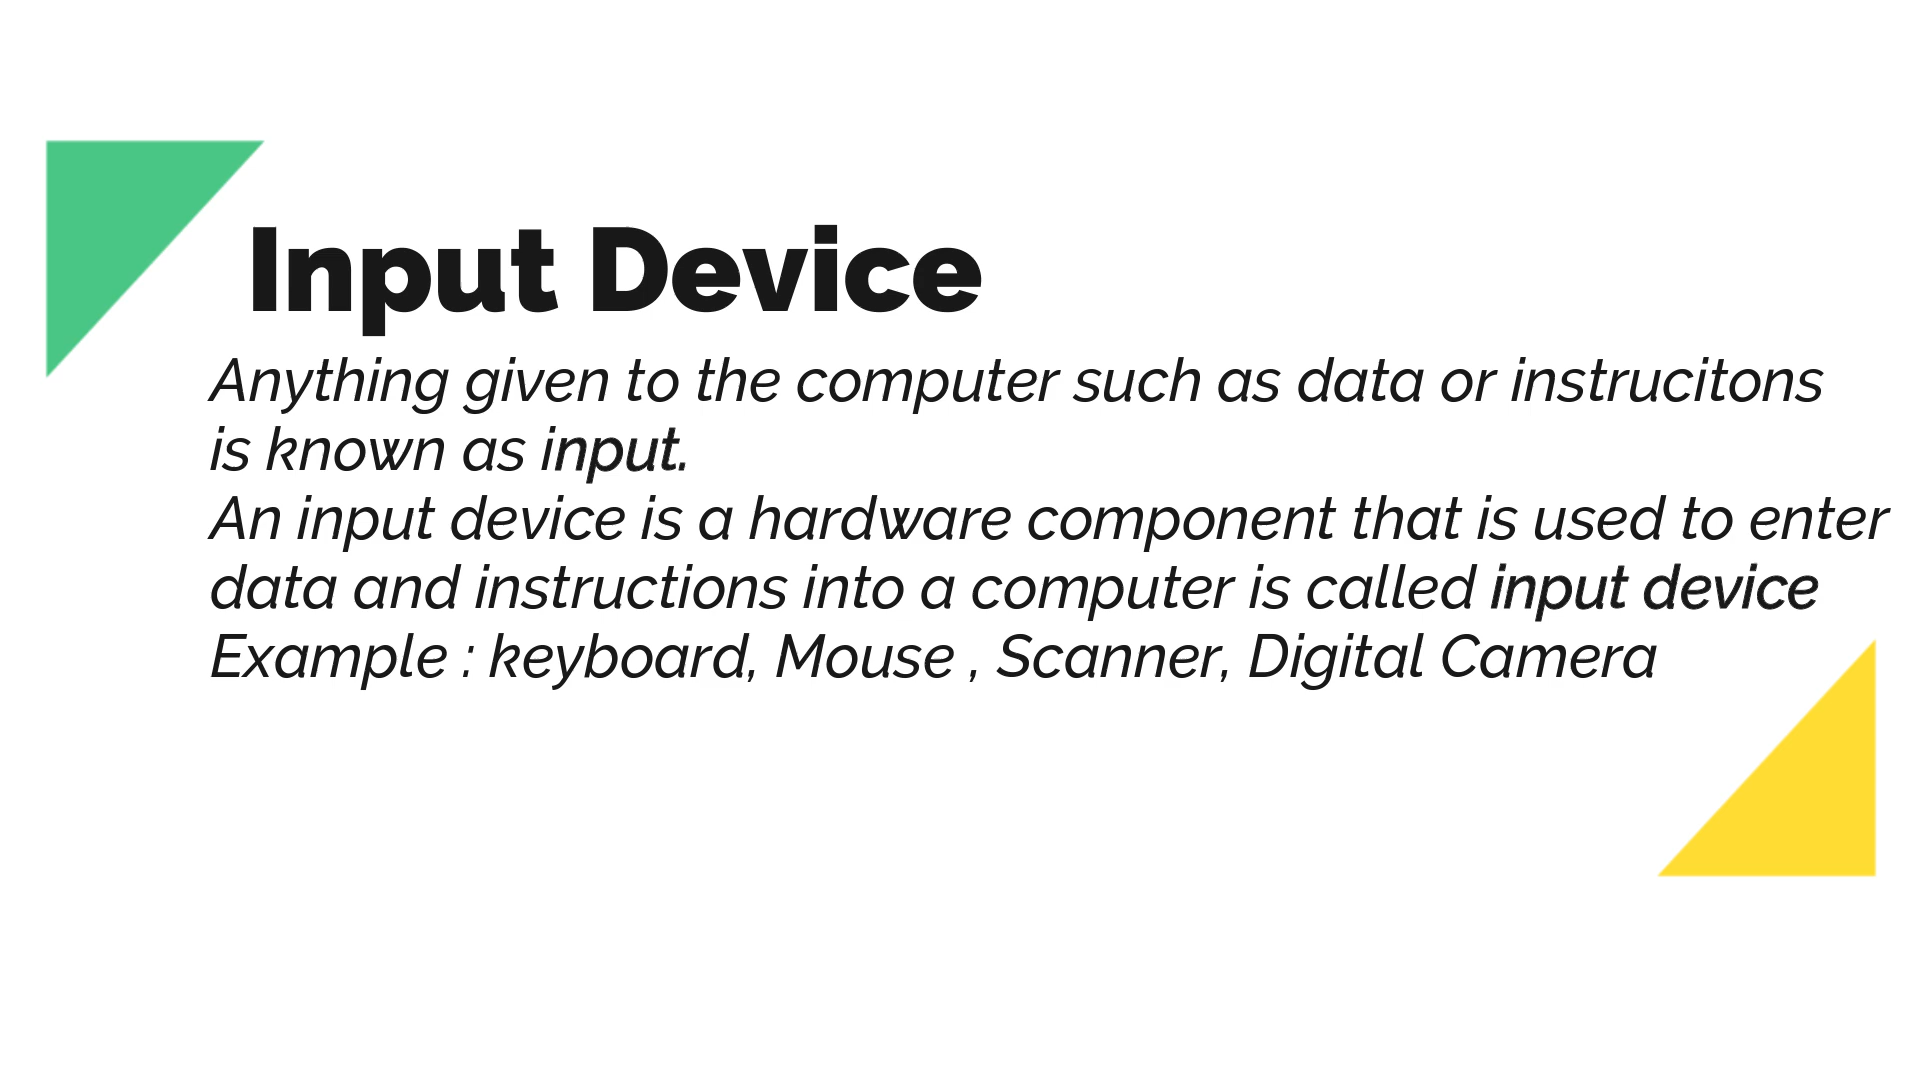 Input Device
Anything given to the computer such as data or instrucitons
is known as input.
An input device is a hardware component that is used to enter
data and instructions into a computer is called input device
Example : keyboard, Mouse , Scanner, Digital Camera